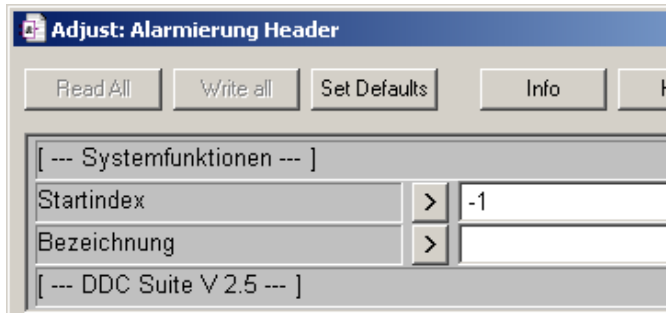 Adjust: Alarmierung Header
Read All Write all Set Defaults Info
[ --- Systemfunktionen --- ]
Startindex > -1
Bezeichnung >
[ --- DDC Suite V 2.5 --- ]